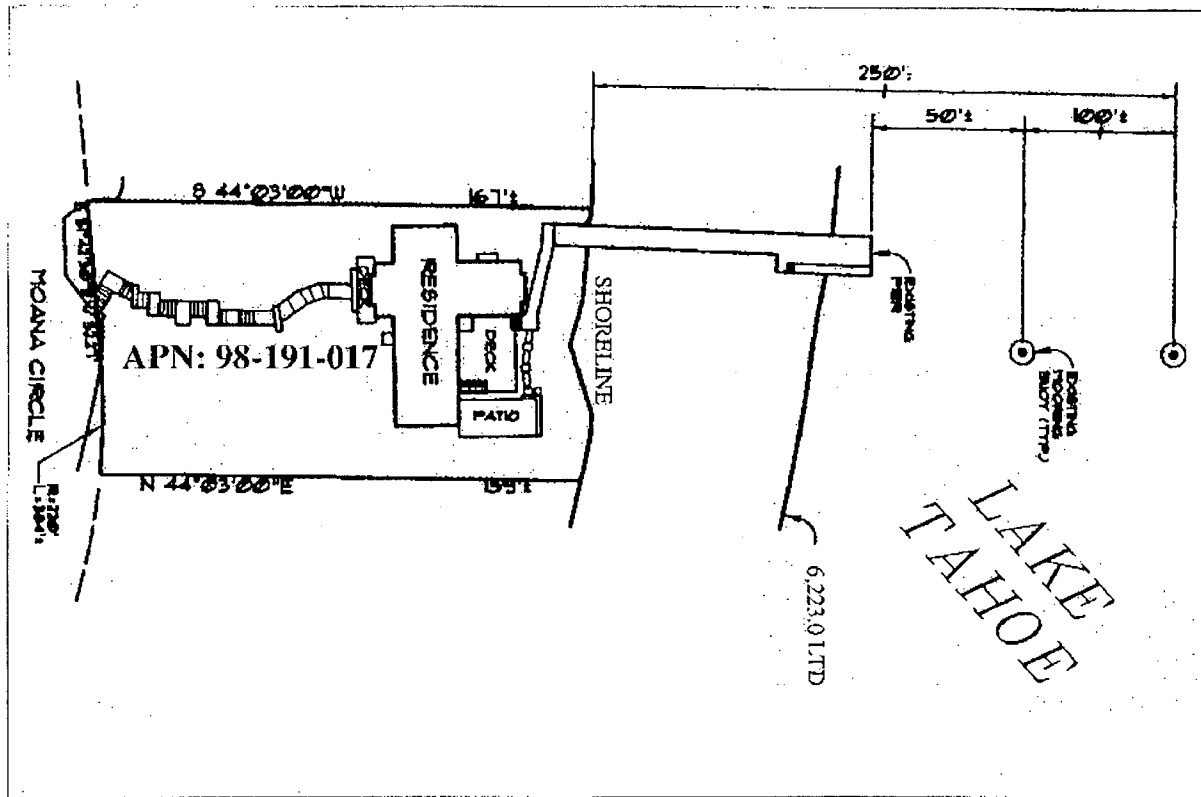 250'±
50'±
100'±
S 44°03'00"W
167'±
EXISTING
PIER
EXISTING
MOORING
BUOY (TYP.)
SHORELINE
RESIDENCE
DECK
PATIO
APN: 98-191-017
MOANA CIRCLE
N 44°03'00"E
155'±
6,223.0 LTD
LAKE
TAHOE